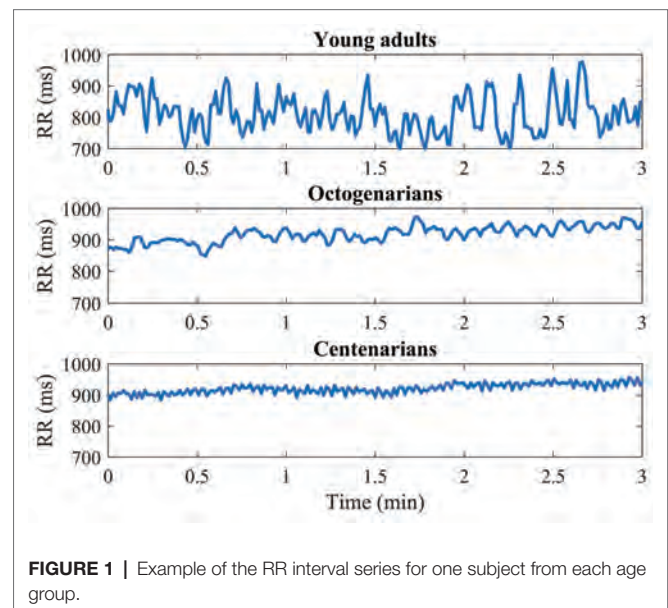 Young adults
1000
900
800
700
RR (ms)
0 0.5 1 1.5 2 2.5 3
Octogenarians
1000
900
800
700
RR (ms)
0 0.5 1 1.5 2 2.5 3
Centenarians
1000
900
800
700
RR (ms)
0 0.5 1 1.5 2 2.5 3
Time (min)
FIGURE 1 | Example of the RR interval series for one subject from each age
group.